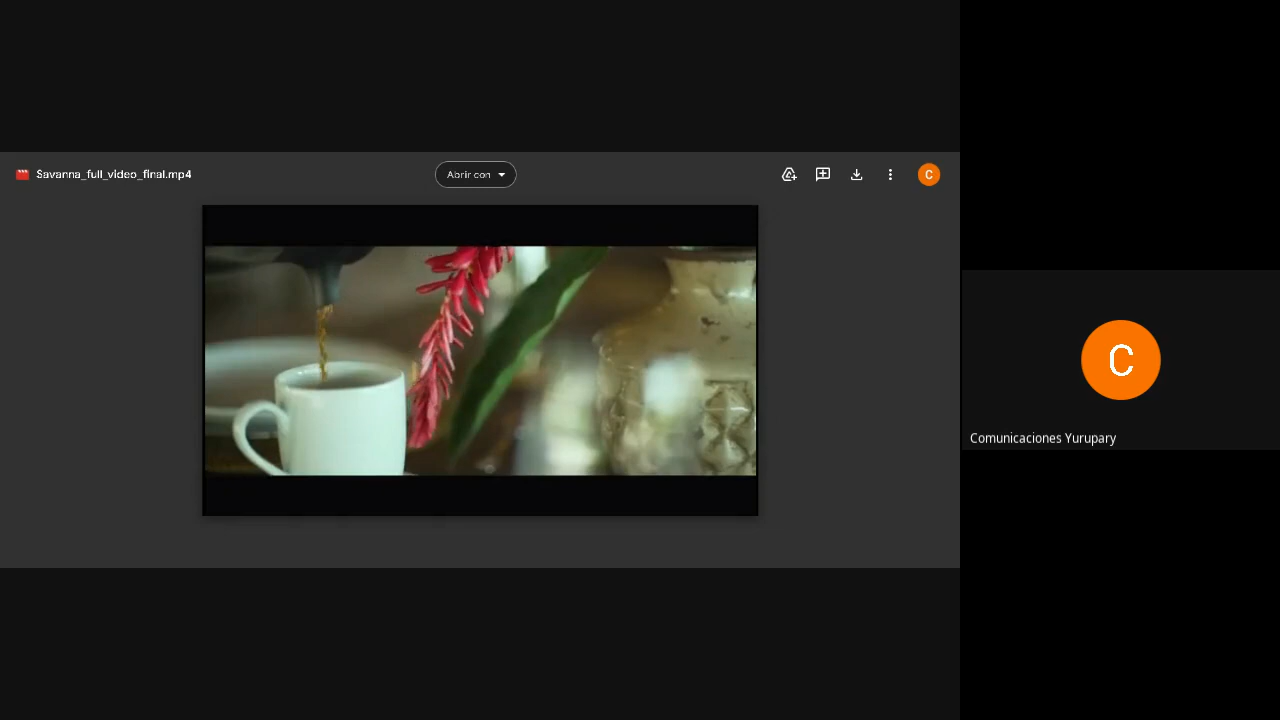 Savanna_full_video_final.mp4
Abrir con
C
C
Comunicaciones Yurupary